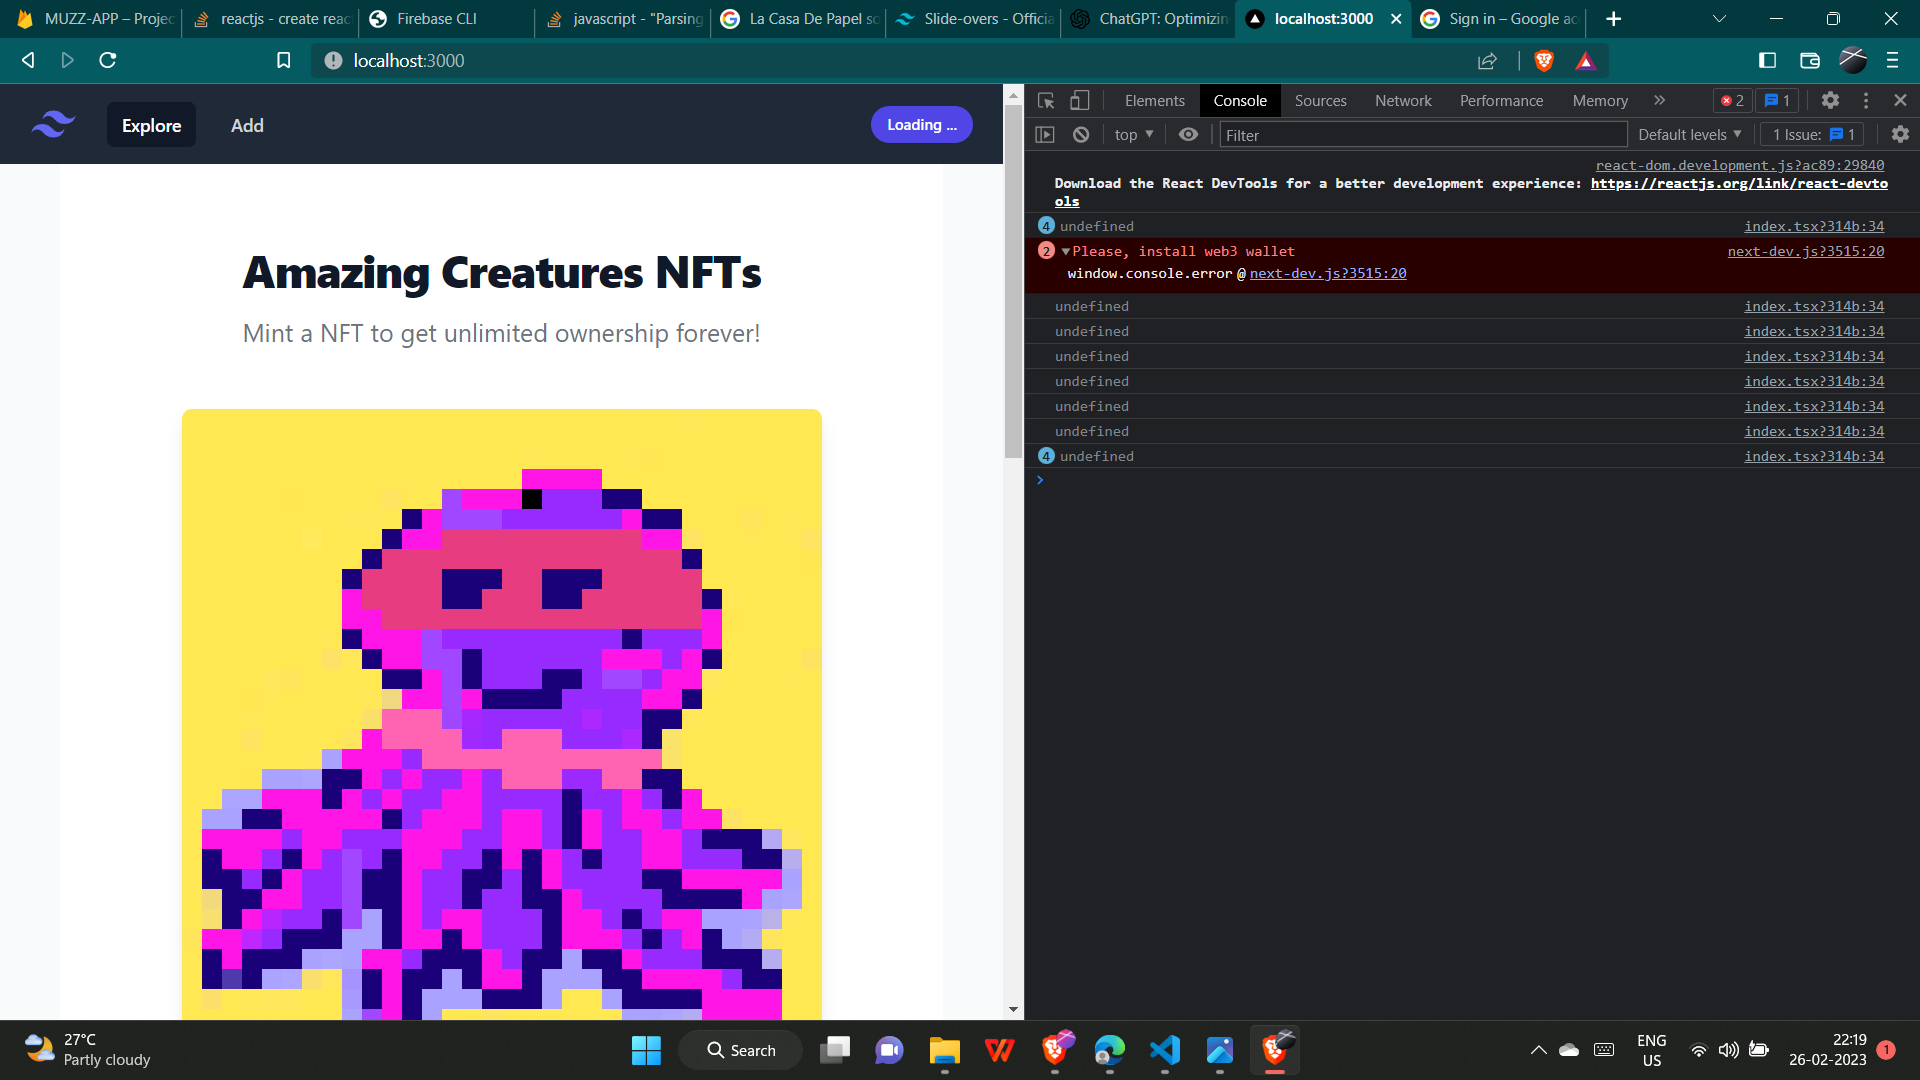 MUZZ-APP – Projec
reactjs - create reac
Firebase CLI
javascript - "Parsing
La Casa De Papel so
Slide-overs - Officia
ChatGPT: Optimizin
localhost:3000
Sign in – Google ac
localhost:3000
Explore
Add
Loading ...
Amazing Creatures NFTs
Mint a NFT to get unlimited ownership forever!
Elements
Console
Sources
Network
Performance
Memory
2
1
top
Filter
Default levels
1 Issue: 1
react-dom.development.js?ac89:29840
Download the React DevTools for a better development experience: https://reactjs.org/link/react-devto
ols
4 undefined index.tsx?314b:34
2 Please, install web3 wallet next-dev.js?3515:20
window.console.error @ next-dev.js?3515:20
undefined index.tsx?314b:34
undefined index.tsx?314b:34
undefined index.tsx?314b:34
undefined index.tsx?314b:34
undefined index.tsx?314b:34
undefined index.tsx?314b:34
4 undefined index.tsx?314b:34
27°C
Partly cloudy
Search
ENG
US
22:19
26-02-2023
1